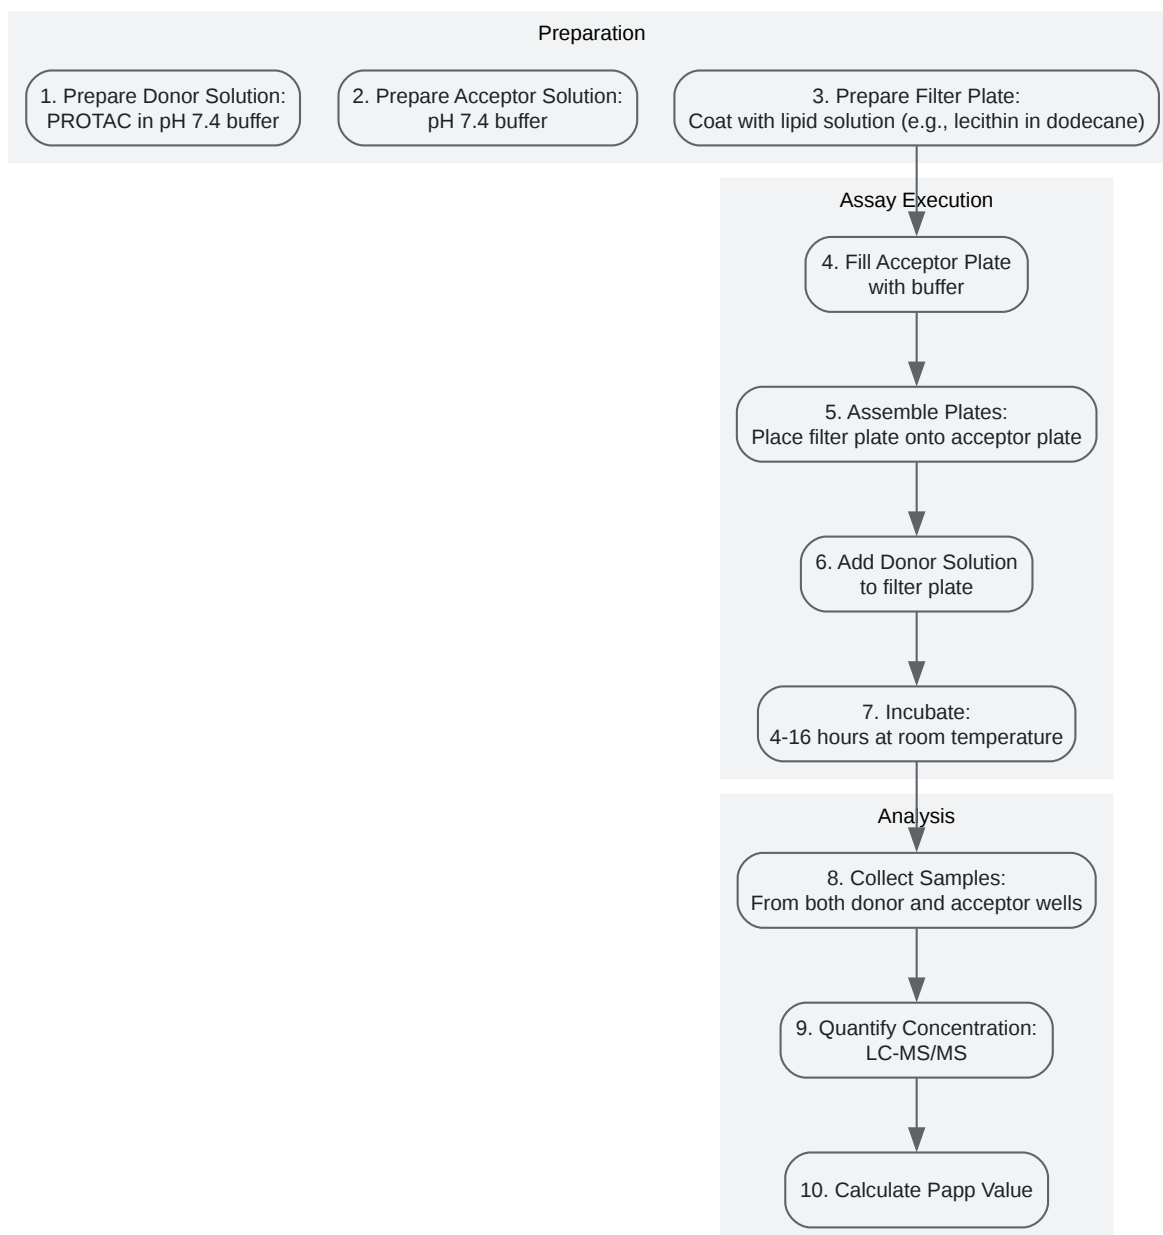 Preparation
1. Prepare Donor Solution:
PROTAC in pH 7.4 buffer
2. Prepare Acceptor Solution:
pH 7.4 buffer
3. Prepare Filter Plate:
Coat with lipid solution (e.g., lecithin in dodecane)
Assay Execution
4. Fill Acceptor Plate
with buffer
5. Assemble Plates:
Place filter plate onto acceptor plate
6. Add Donor Solution
to filter plate
7. Incubate:
4-16 hours at room temperature
Analysis
8. Collect Samples:
From both donor and acceptor wells
9. Quantify Concentration:
LC-MS/MS
10. Calculate Papp Value